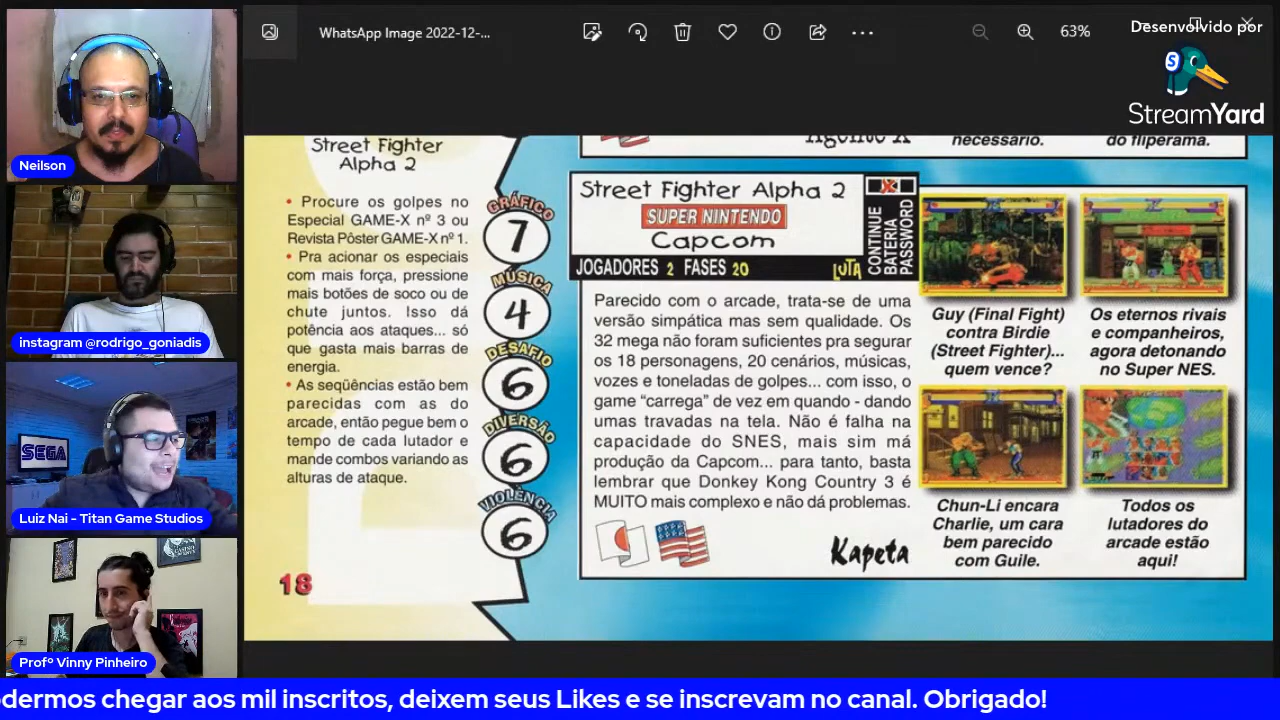 WhatsApp Image 2022-12-...
63%
Desenvolvido por
StreamYard
Neilson
instagram @rodrigo_goniadis
SEGA
Luiz Nai - Titan Game Studios
Profº Vinny Pinheiro
Street Fighter
Alpha 2
• Procure os golpes no
Especial GAME-X nº 3 ou
Revista Pôster GAME-X nº 1.
• Pra acionar os especiais
com mais força, pressione
mais botões de soco ou de
chute juntos. Isso dá
potência aos ataques... só
que gasta mais barras de
energia.
• As seqüências estão bem
parecidas com as do
arcade, então pegue bem o
tempo de cada lutador e
mande combos variando as
alturas de ataque.
18
GRÁFICO
7
MÚSICA
4
DESAFIO
6
DIVERSÃO
6
VIOLÊNCIA
6
Agente X
necessário.
do fliperama.
Street Fighter Alpha 2
SUPER NINTENDO
Capcom
JOGADORES 2 FASES 20
LUTA
CONTINUE
BATERIA
PASSWORD
Parecido com o arcade, trata-se de uma
versão simpática mas sem qualidade. Os
32 mega não foram suficientes pra segurar
os 18 personagens, 20 cenários, músicas,
vozes e toneladas de golpes... com isso, o
game “carrega” de vez em quando - dando
umas travadas na tela. Não é falha na
capacidade do SNES, mais sim má
produção da Capcom... para tanto, basta
lembrar que Donkey Kong Country 3 é
MUITO mais complexo e não dá problemas.
Kapeta
Guy (Final Fight)
contra Birdie
(Street Fighter)...
quem vence?
Os eternos rivais
e companheiros,
agora detonando
no Super NES.
Chun-Li encara
Charlie, um cara
bem parecido
com Guile.
Todos os
lutadores do
arcade estão
aqui!
odermos chegar aos mil inscritos, deixem seus Likes e se inscrevam no canal. Obrigado!